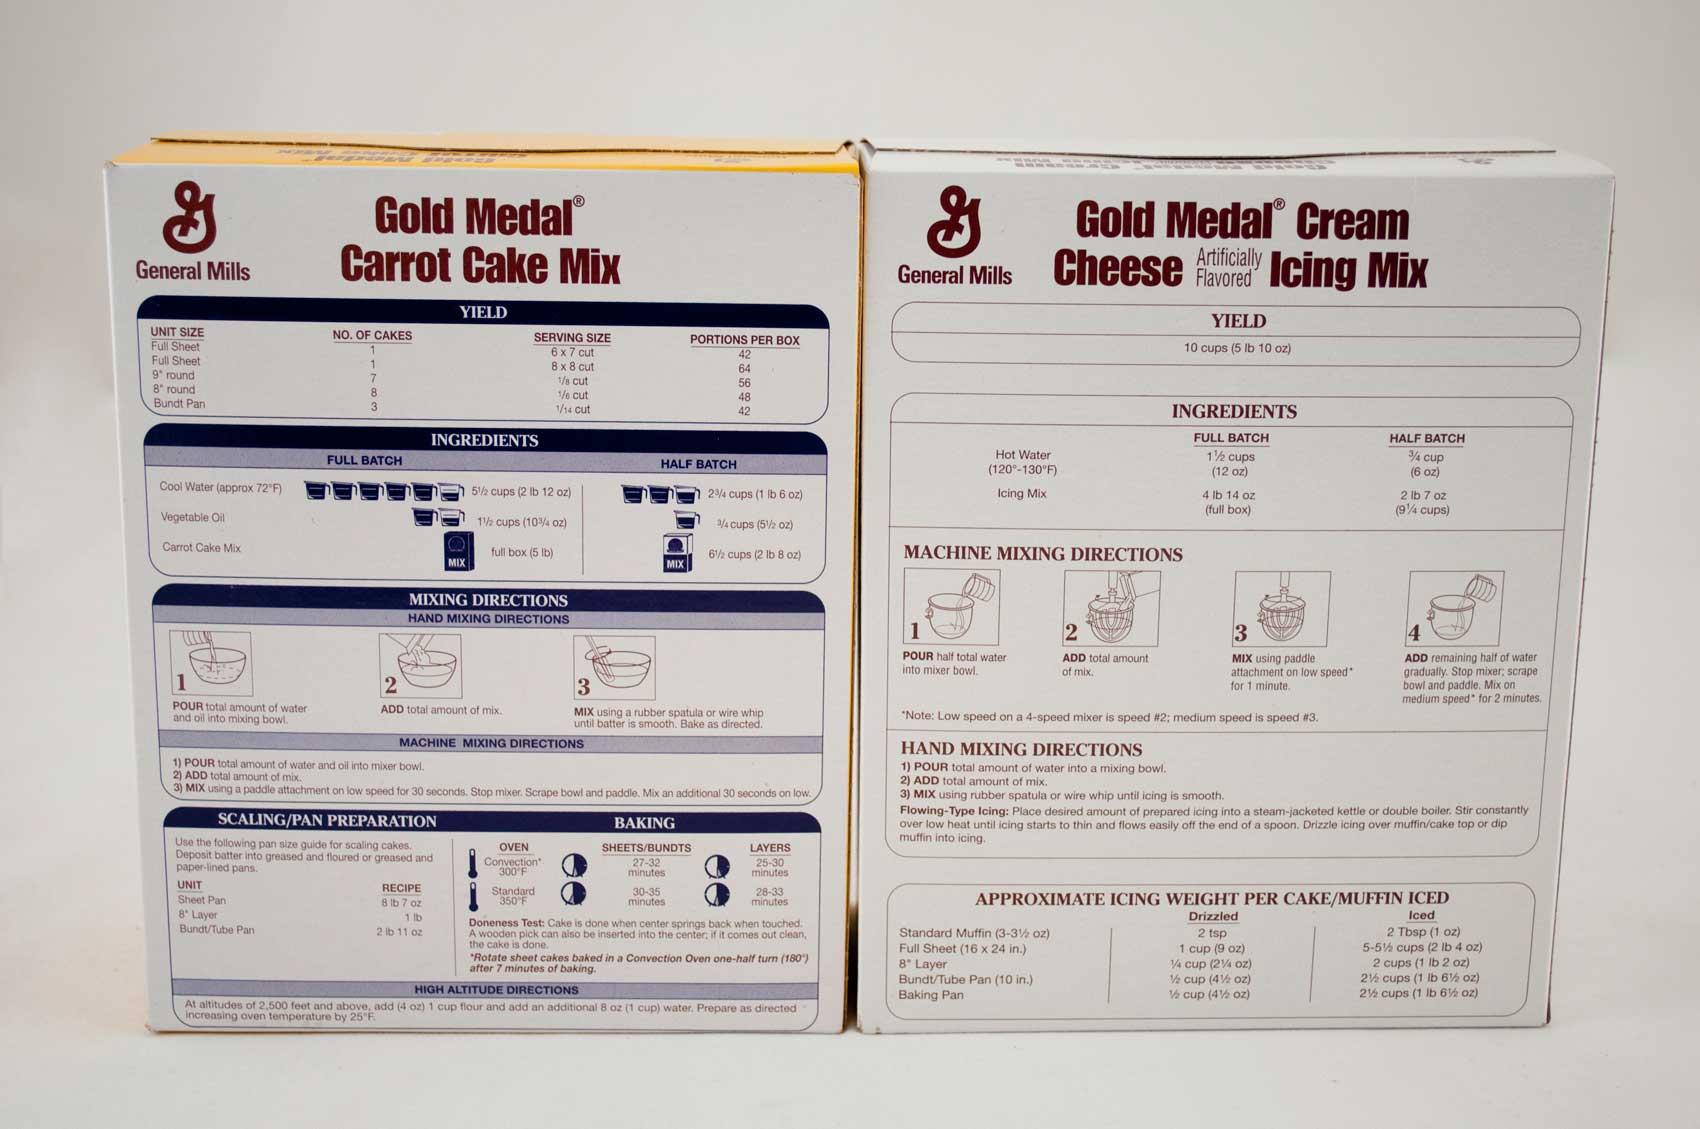 General Mills
Gold Medal®
Carrot Cake Mix
YIELD
UNIT SIZE NO. OF CAKES SERVING SIZE PORTIONS PER BOX
Full Sheet 1 6 x 7 cut 42
Full Sheet 1 8 x 8 cut 64
9" round 7 1/8 cut 56
8" round 8 1/6 cut 48
Bundt Pan 3 1/14 cut 42
INGREDIENTS
FULL BATCH HALF BATCH
Cool Water (approx 72°F) 5½ cups (2 lb 12 oz) 2¾ cups (1 lb 6 oz)
Vegetable Oil 1½ cups (10¾ oz) ¾ cups (5½ oz)
Carrot Cake Mix MIX full box (5 lb) MIX 6½ cups (2 lb 8 oz)
MIXING DIRECTIONS
HAND MIXING DIRECTIONS
1 2 3
POUR total amount of water
and oil into mixing bowl.
ADD total amount of mix.
MIX using a rubber spatula or wire whip
until batter is smooth. Bake as directed.
MACHINE MIXING DIRECTIONS
1) POUR total amount of water and oil into mixer bowl.
2) ADD total amount of mix.
3) MIX using a paddle attachment on low speed for 30 seconds. Stop mixer. Scrape bowl and paddle. Mix an additional 30 seconds on low.
SCALING/PAN PREPARATION
Use the following pan size guide for scaling cakes.
Deposit batter into greased and floured or greased and
paper-lined pans.
UNIT RECIPE
Sheet Pan 8 lb 7 oz
8" Layer 1 lb
Bundt/Tube Pan 2 lb 11 oz
BAKING
OVEN SHEETS/BUNDTS LAYERS
Convection* 27-32 25-30
300°F minutes minutes
Standard 30-35 28-33
350°F minutes minutes
Doneness Test: Cake is done when center springs back when touched.
A wooden pick can also be inserted into the center; if it comes out clean,
the cake is done.
*Rotate sheet cakes baked in a Convection Oven one-half turn (180°)
after 7 minutes of baking.
HIGH ALTITUDE DIRECTIONS
At altitudes of 2,500 feet and above, add (4 oz) 1 cup flour and add an additional 8 oz (1 cup) water. Prepare as directed
increasing oven temperature by 25°F.
General Mills
Gold Medal® Cream
Cheese Artificially Flavored Icing Mix
YIELD
10 cups (5 lb 10 oz)
INGREDIENTS
FULL BATCH HALF BATCH
Hot Water 1½ cups ¾ cup
(120°-130°F) (12 oz) (6 oz)
Icing Mix 4 lb 14 oz 2 lb 7 oz
(full box) (9¼ cups)
MACHINE MIXING DIRECTIONS
1 2 3 4
POUR half total water
into mixer bowl.
ADD total amount
of mix.
MIX using paddle
attachment on low speed*
for 1 minute.
ADD remaining half of water
gradually. Stop mixer; scrape
bowl and paddle. Mix on
medium speed* for 2 minutes.
*Note: Low speed on a 4-speed mixer is speed #2; medium speed is speed #3.
HAND MIXING DIRECTIONS
1) POUR total amount of water into a mixing bowl.
2) ADD total amount of mix.
3) MIX using rubber spatula or wire whip until icing is smooth.
Flowing-Type Icing: Place desired amount of prepared icing into a steam-jacketed kettle or double boiler. Stir constantly
over low heat until icing starts to thin and flows easily off the end of a spoon. Drizzle icing over muffin/cake top or dip
muffin into icing.
APPROXIMATE ICING WEIGHT PER CAKE/MUFFIN ICED
Drizzled Iced
Standard Muffin (3-3½ oz) 2 tsp 2 Tbsp (1 oz)
Full Sheet (16 x 24 in.) 1 cup (9 oz) 5-5½ cups (2 lb 4 oz)
8" Layer ¼ cup (2¼ oz) 2 cups (1 lb 2 oz)
Bundt/Tube Pan (10 in.) ½ cup (4½ oz) 2½ cups (1 lb 6½ oz)
Baking Pan ½ cup (4½ oz) 2½ cups (1 lb 6½ oz)